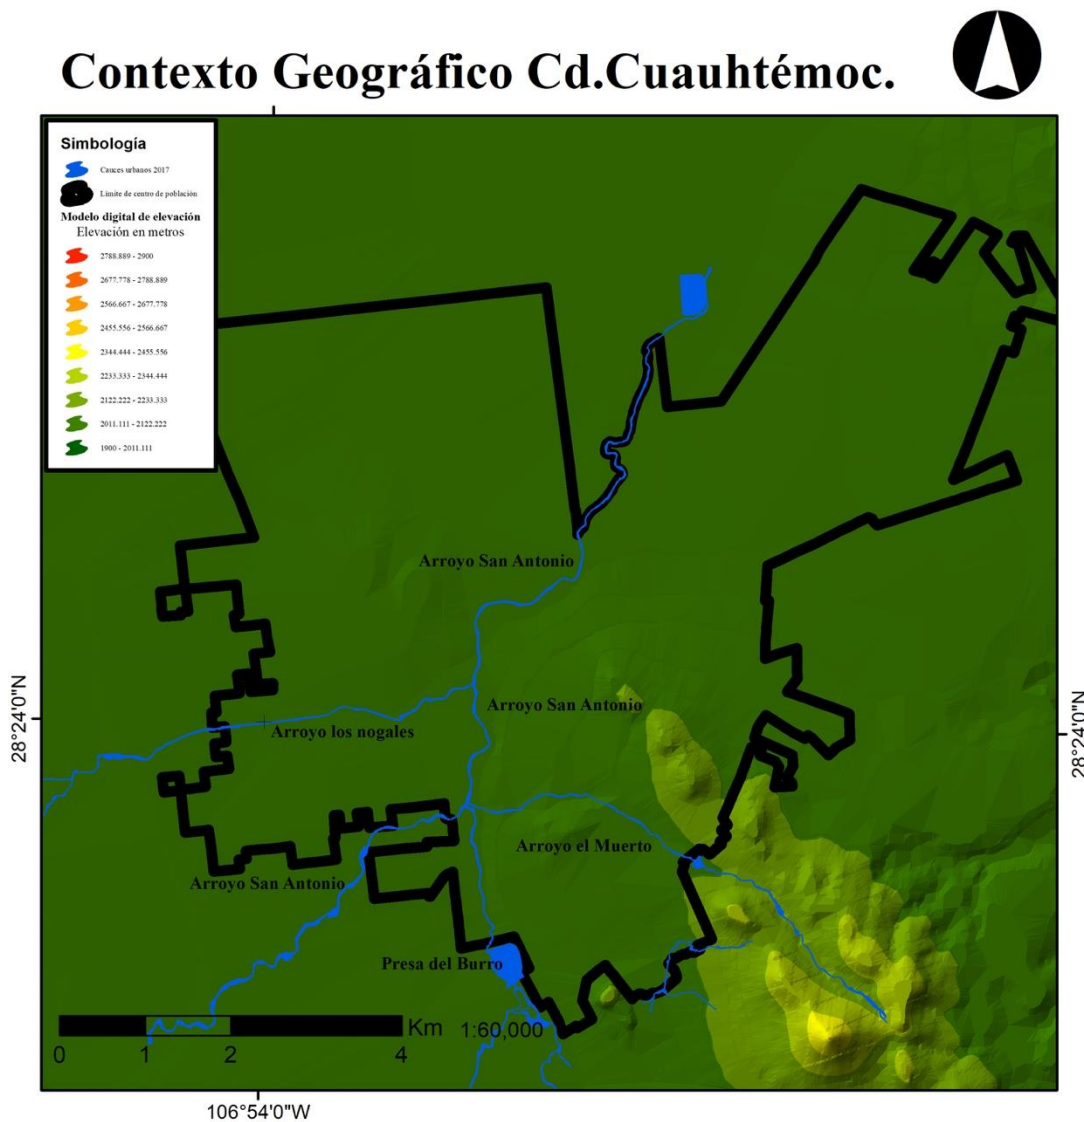 Contexto Geográfico Cd.Cuauhtémoc.
Simbología
Cauces urbanos 2017
Límite de centro de población
Modelo digital de elevación
Elevación en metros
2788.889 - 2900
2677.778 - 2788.889
2566.667 - 2677.778
2455.556 - 2566.667
2344.444 - 2455.556
2233.333 - 2344.444
2122.222 - 2233.333
2011.111 - 2122.222
1900 - 2011.111
Arroyo San Antonio
28°24'0"N
Arroyo San Antonio
28°24'0"N
Arroyo los nogales
Arroyo el Muerto
Arroyo San Antonio
Presa del Burro
Km 1:60,000
0 1 2 4
106°54'0"W